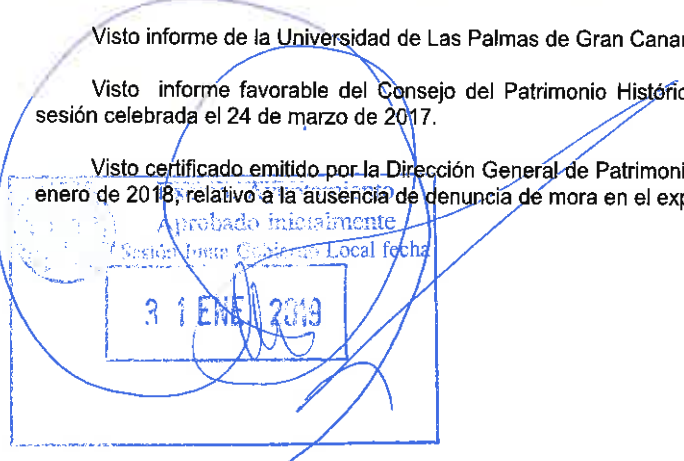 Visto informe de la Universidad de Las Palmas de Gran Canar
Visto informe favorable del Consejo del Patrimonio Históric
sesión celebrada el 24 de marzo de 2017.
Visto certificado emitido por la Dirección General de Patrimoni
enero de 2018, relativo a la ausencia de denuncia de mora en el exp
Aprobado inicialmente
Sesión Junta Gobierno Local fecha
31 ENE 2019